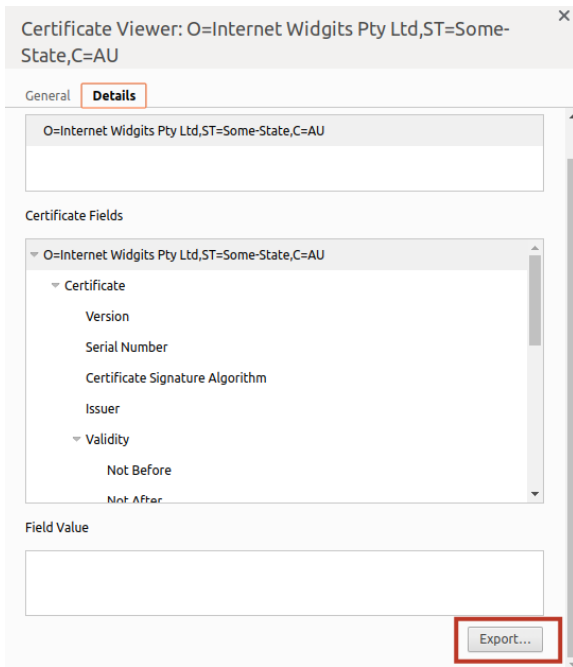 Certificate Viewer: O=Internet Widgits Pty Ltd,ST=Some-
State,C=AU
General Details
O=Internet Widgits Pty Ltd,ST=Some-State,C=AU
Certificate Fields
O=Internet Widgits Pty Ltd,ST=Some-State,C=AU
Certificate
Version
Serial Number
Certificate Signature Algorithm
Issuer
Validity
Not Before
Not After
Field Value
Export...